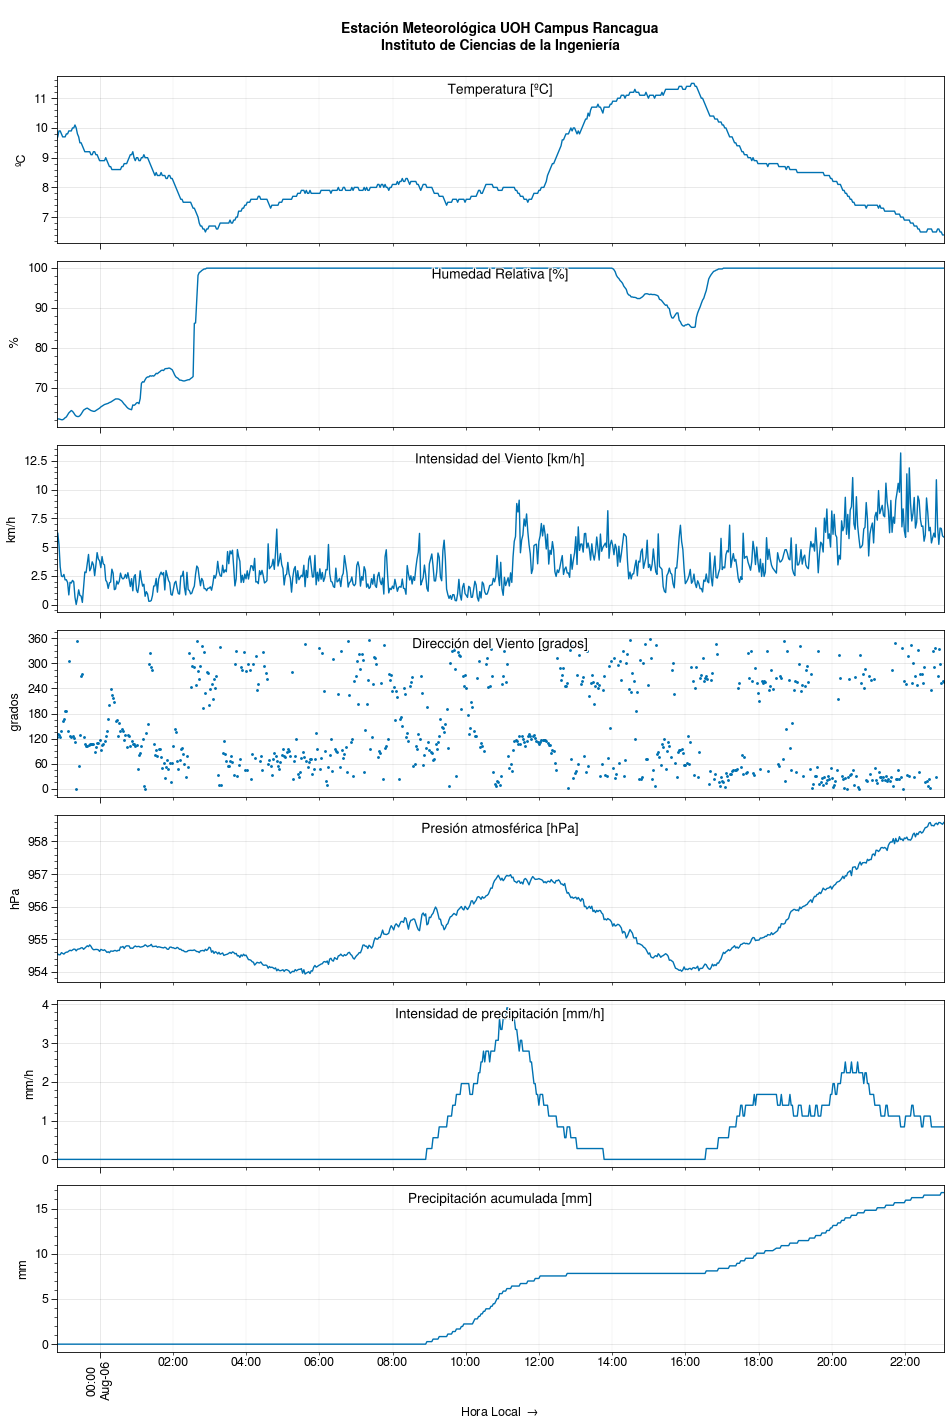 Estación Meteorológica UOH Campus Rancagua
Instituto de Ciencias de la Ingeniería
Temperatura [ºC]
ºC
11
10
9
8
7
Humedad Relativa [%]
%
100
90
80
70
Intensidad del Viento [km/h]
km/h
12.5
10
7.5
5
2.5
0
Dirección del Viento [grados]
grados
360
300
240
180
120
60
0
Presión atmosférica [hPa]
hPa
958
957
956
955
954
Intensidad de precipitación [mm/h]
mm/h
4
3
2
1
0
Precipitación acumulada [mm]
mm
15
10
5
0
00:00
Aug-06
02:00 04:00 06:00 08:00 10:00 12:00 14:00 16:00 18:00 20:00 22:00
Hora Local →